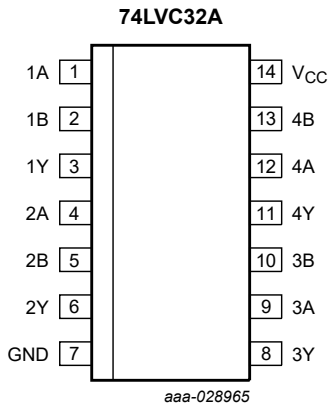 74LVC32A
1A 1 14 VCC
1B 2 13 4B
1Y 3 12 4A
2A 4 11 4Y
2B 5 10 3B
2Y 6 9 3A
GND 7 8 3Y
aaa-028965